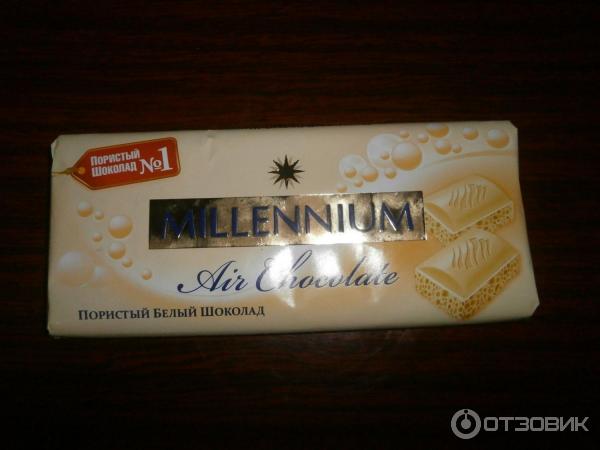 Пористый
Шоколад №1
MILLENNIUM
Air Chocolate
Пористый Белый Шоколад
ОТЗОВИК